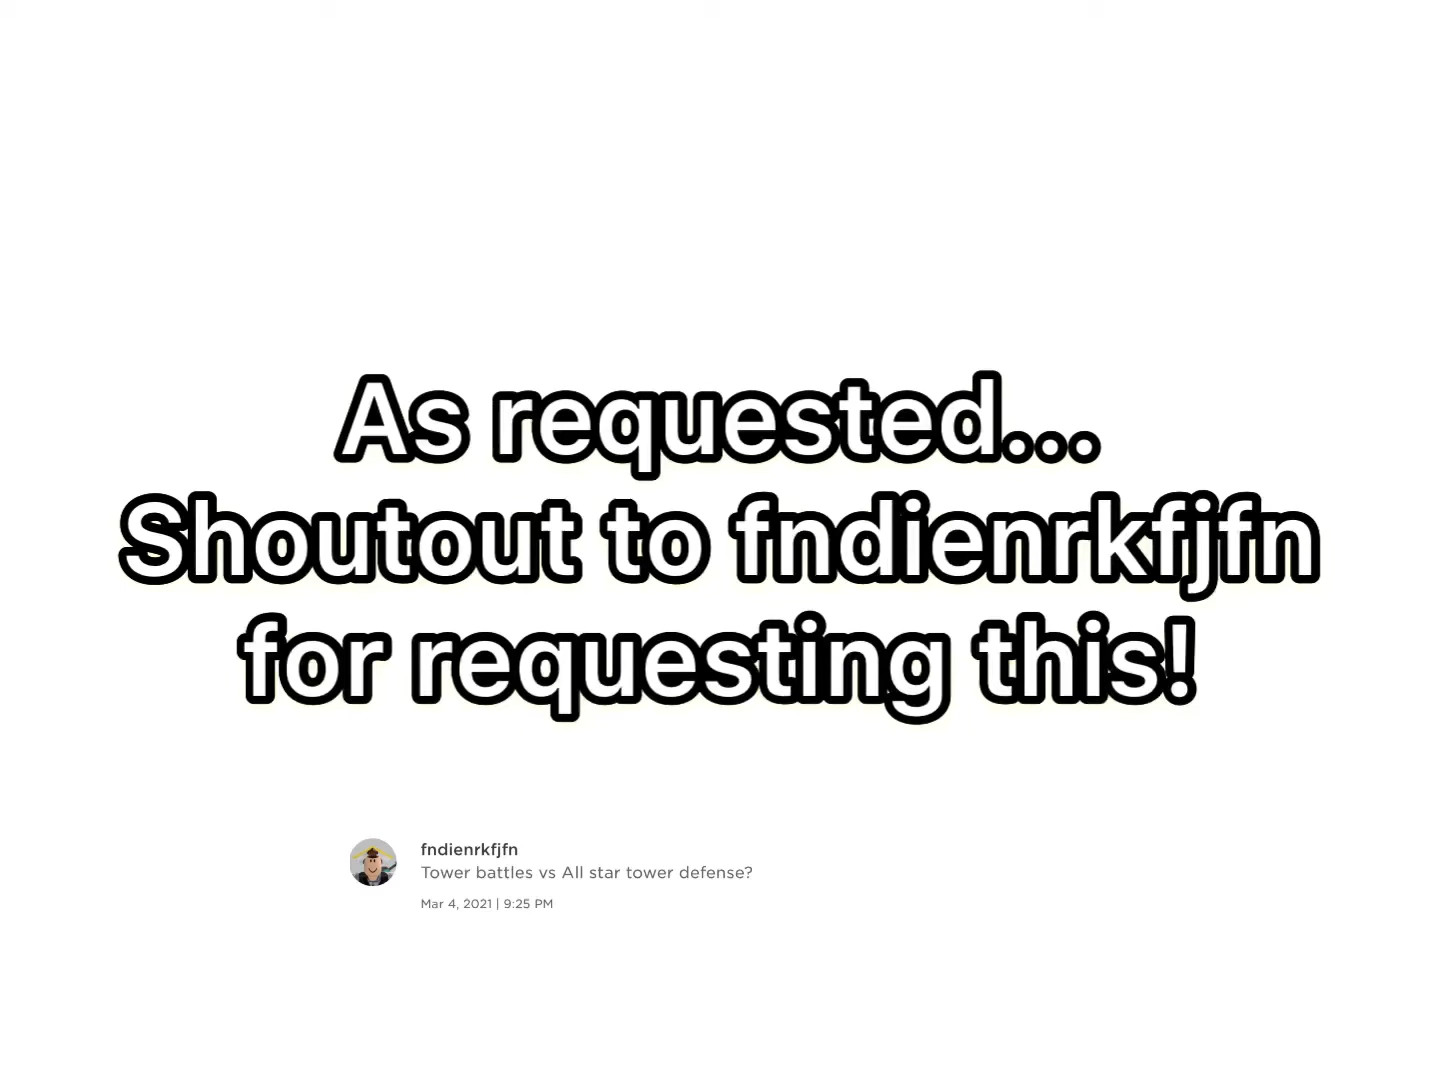 As requested...
Shoutout to fndienrkfjfn
for requesting this!
fndienrkfjfn
Tower battles vs All star tower defense?
Mar 4, 2021 | 9:25 PM